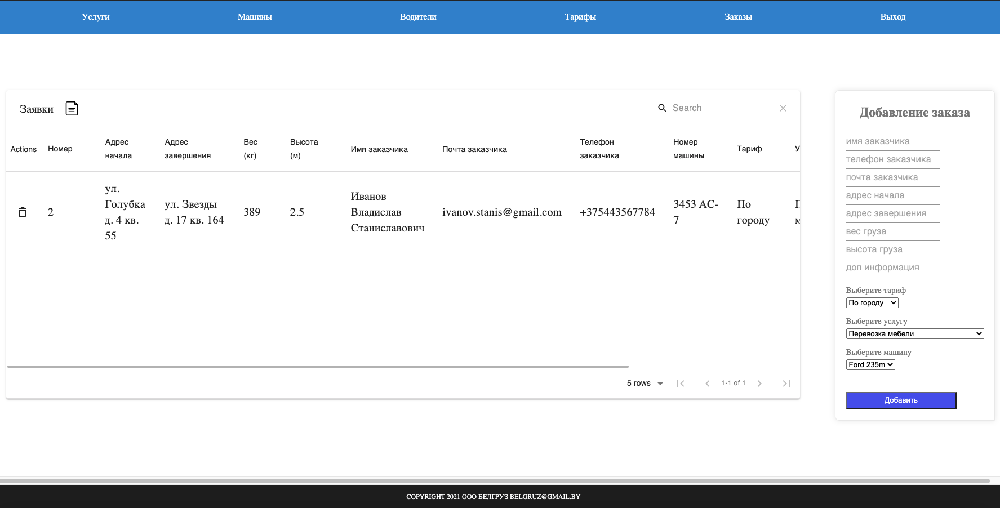 Услуги Машины Водители Тарифы Заказы Выход
Заявки
Search
Actions Номер Адрес начала Адрес завершения Вес (кг) Высота (м) Имя заказчика Почта заказчика Телефон заказчика Номер машины Тариф У
2 ул. Голубка д. 4 кв. 55 ул. Звезды д. 17 кв. 164 389 2.5 Иванов Владислав Станиславович ivanov.stanis@gmail.com +375443567784 3453 AC-7 По городу
5 rows 1-1 of 1
Добавление заказа
имя заказчика
телефон заказчика
почта заказчика
адрес начала
адрес завершения
вес груза
высота груза
доп информация
Выберите тариф
По городу
Выберите услугу
Перевозка мебели
Выберите машину
Ford 235m
Добавить
COPYRIGHT 2021 ООО БЕЛГРУЗ BELGRUZ@GMAIL.BY